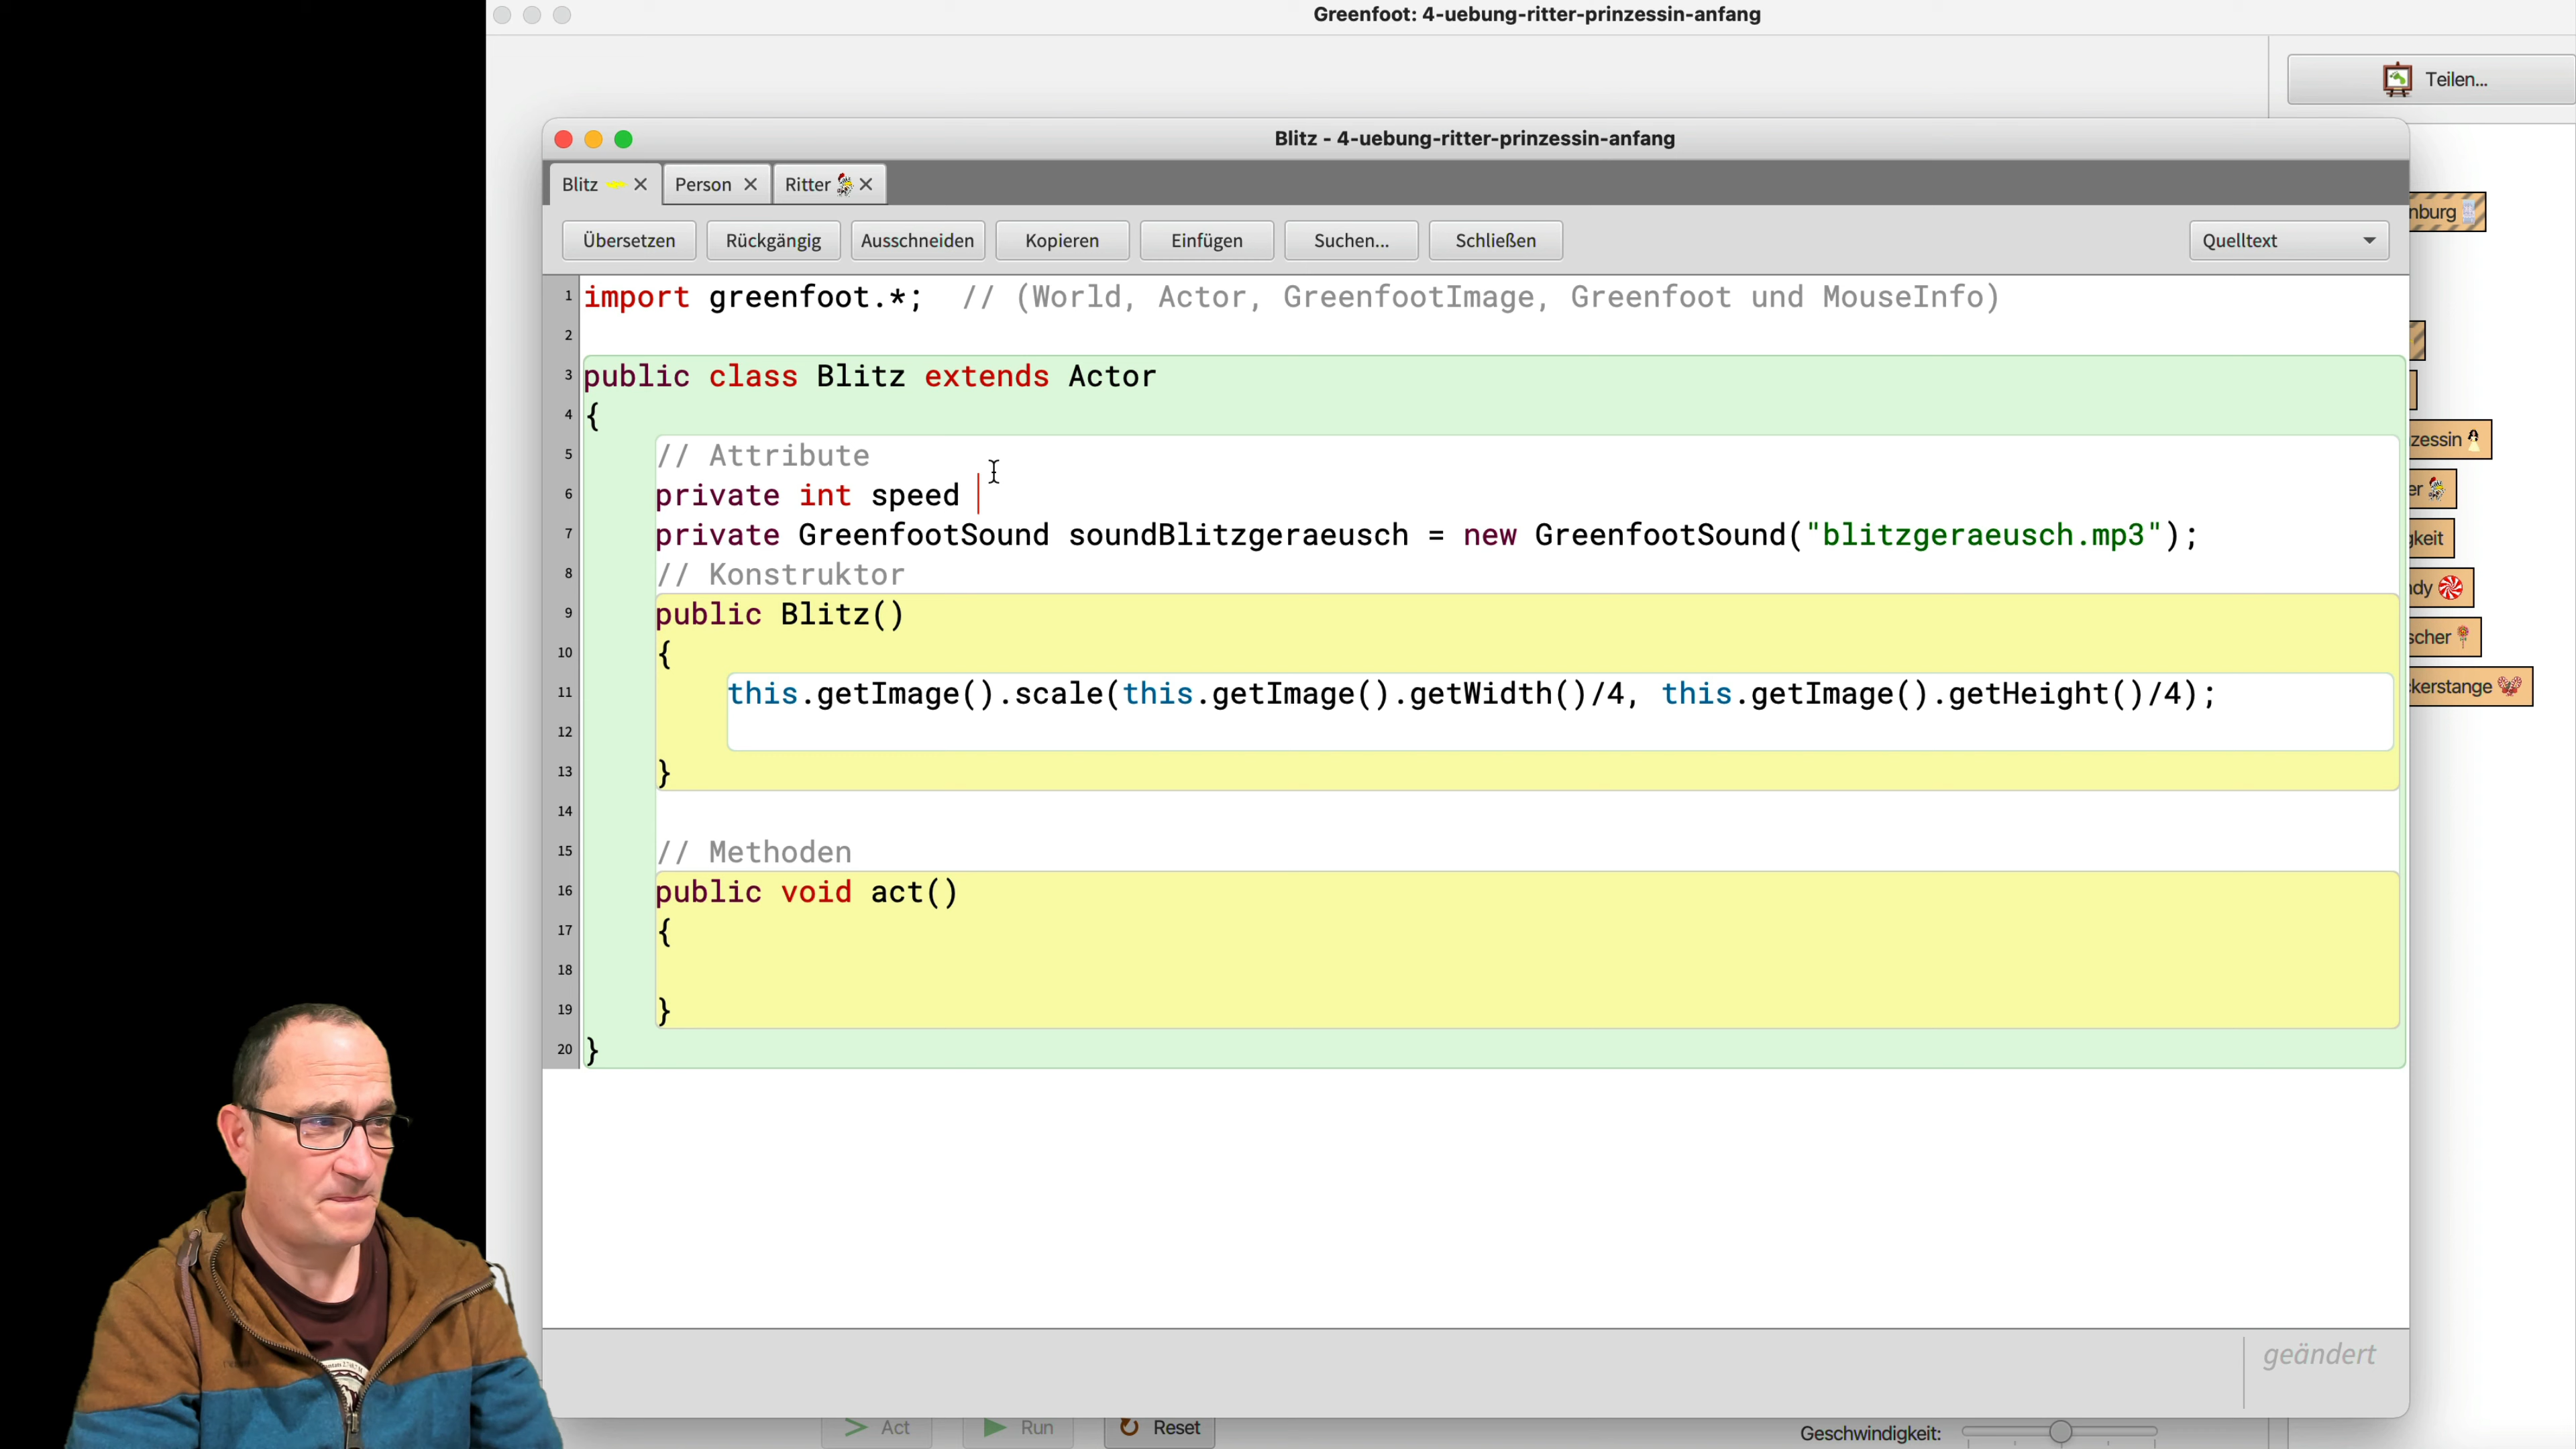 Greenfoot: 4-uebung-ritter-prinzessin-anfang
Teilen...
Blitz - 4-uebung-ritter-prinzessin-anfang
Blitz Person Ritter
Übersetzen Rückgängig Ausschneiden Kopieren Einfügen Suchen... Schließen Quelltext
1 import greenfoot.*; // (World, Actor, GreenfootImage, Greenfoot und MouseInfo)
2
3 public class Blitz extends Actor
4 {
5 // Attribute
6 private int speed
7 private GreenfootSound soundBlitzgeraeusch = new GreenfootSound("blitzgeraeusch.mp3");
8 // Konstruktor
9 public Blitz()
10 {
11 this.getImage().scale(this.getImage().getWidth()/4, this.getImage().getHeight()/4);
12
13 }
14
15 // Methoden
16 public void act()
17 {
18
19 }
20 }
nburg
zessin
er
gkeit
ndy
scher
ckerstange
geändert
Act Run Reset
Geschwindigkeit: